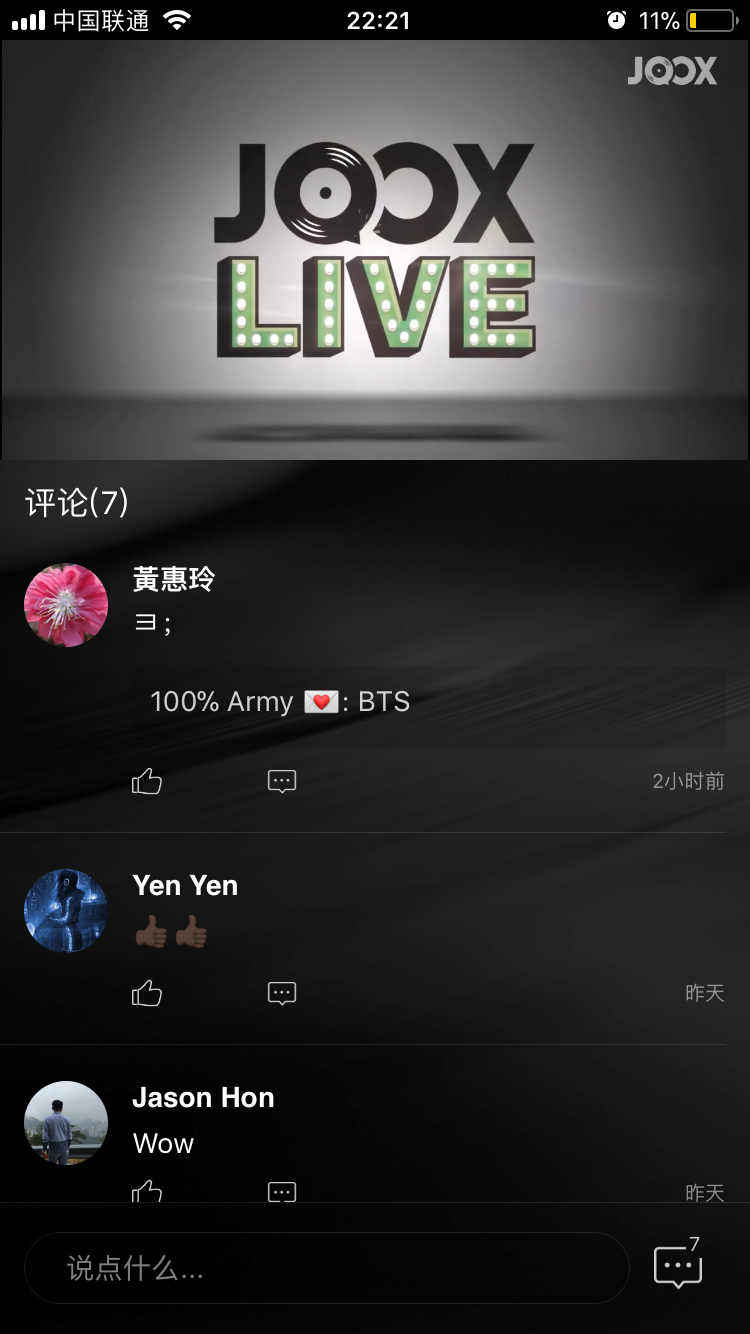 中国联通
22:21
11%
JOOX
JOOX
LIVE
评论(7)
黃惠玲
彐 ;
100% Army 💌: BTS
2小时前
Yen Yen
👍🏿👍🏿
昨天
Jason Hon
Wow
昨天
说点什么...
7